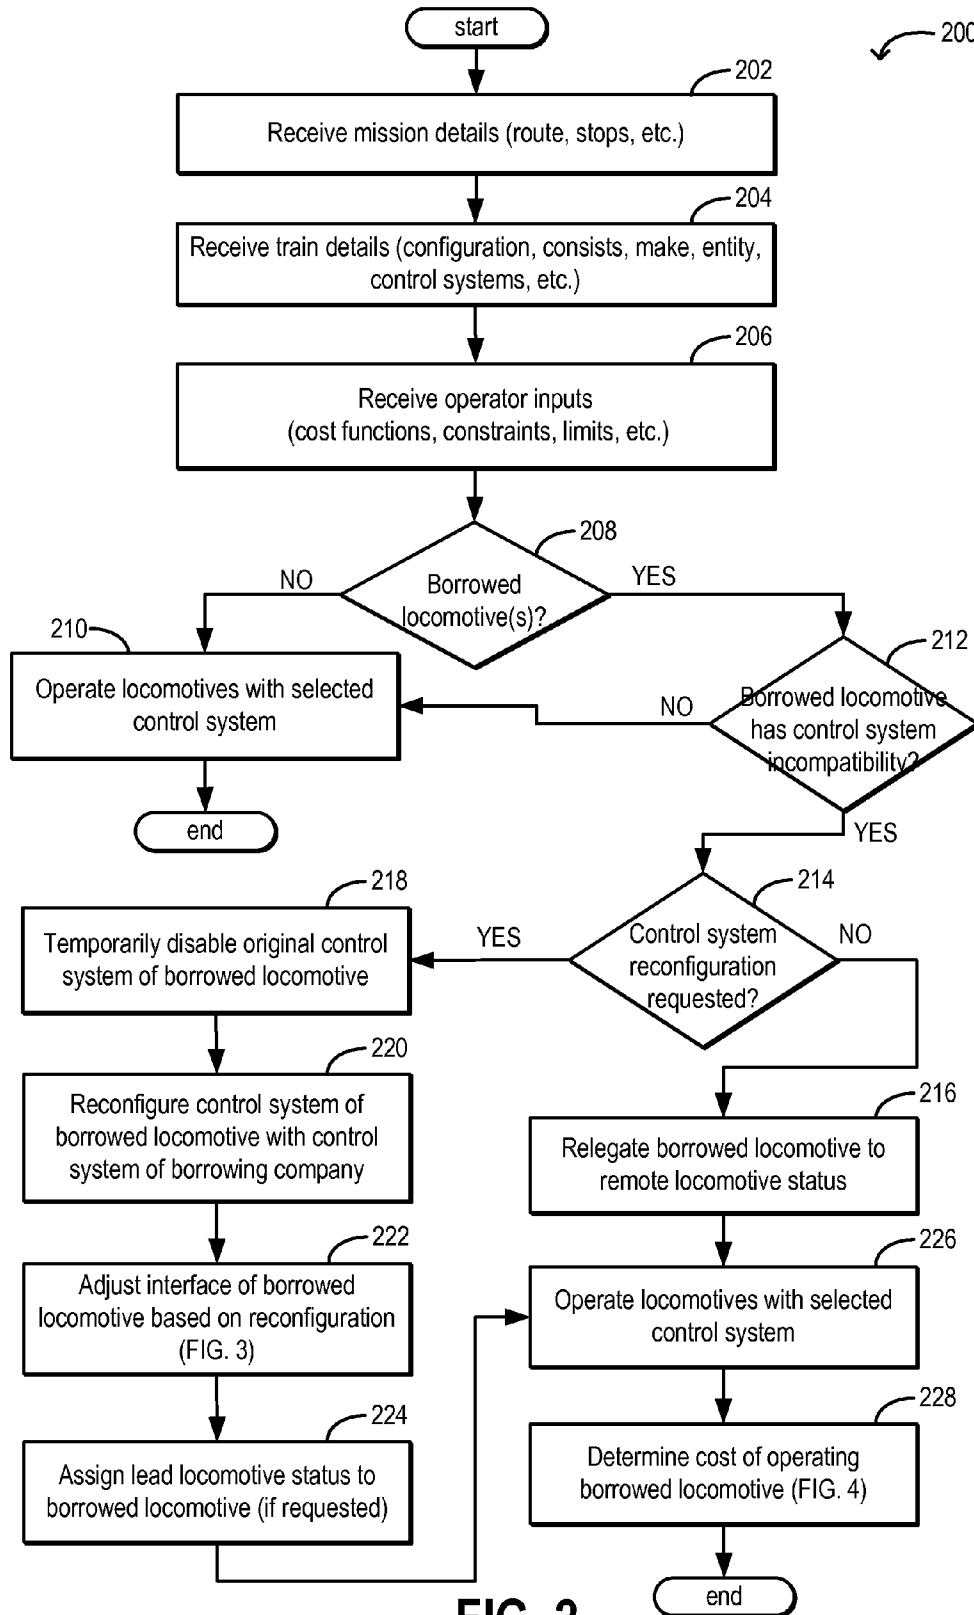 start
200
202
Receive mission details (route, stops, etc.)
204
Receive train details (configuration, consists, make, entity,
control systems, etc.)
206
Receive operator inputs
(cost functions, constraints, limits, etc.)
208
Borrowed
locomotive(s)?
NO
YES
210
Operate locomotives with selected
control system
end
212
Borrowed locomotive
has control system
incompatibility?
NO
YES
214
Control system
reconfiguration
requested?
YES
NO
218
Temporarily disable original control
system of borrowed locomotive
220
Reconfigure control system of
borrowed locomotive with control
system of borrowing company
222
Adjust interface of borrowed
locomotive based on reconfiguration
(FIG. 3)
224
Assign lead locomotive status to
borrowed locomotive (if requested)
216
Relegate borrowed locomotive to
remote locomotive status
226
Operate locomotives with selected
control system
228
Determine cost of operating
borrowed locomotive (FIG. 4)
end